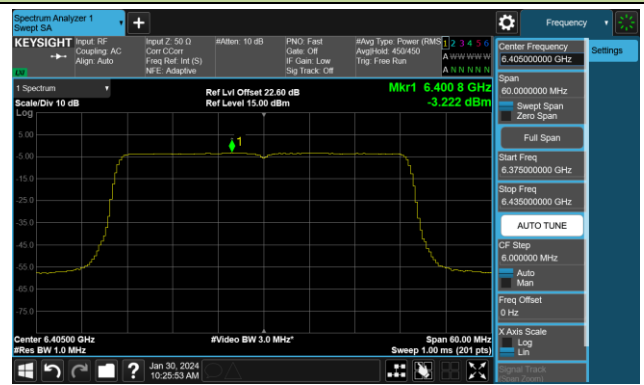 Spectrum Analyzer 1
Swept SA
Frequency
KEYSIGHT
Input: RF
Coupling: AC
Align: Auto
Input Z: 50 Ω
Corr CCorr
Freq Ref: Int (S)
NFE: Adaptive
#Atten: 10 dB
PNO: Fast
Gate: Off
IF Gain: Low
Sig Track: Off
#Avg Type: Power (RMS
Avg|Hold: 450/450
Trig: Free Run
1 2 3 4 5 6
A W W W W W
A N N N N N
Center Frequency
6.405000000 GHz
Settings
Span
60.0000000 MHz
Swept Span
Zero Span
Full Span
Start Freq
6.375000000 GHz
Stop Freq
6.435000000 GHz
AUTO TUNE
CF Step
6.000000 MHz
Auto
Man
Freq Offset
0 Hz
X Axis Scale
Log
Lin
Signal Track
(Span Zoom)
LU
1 Spectrum
Scale/Div 10 dB
Log
Ref Lvl Offset 22.60 dB
Ref Level 15.00 dBm
Mkr1 6.400 8 GHz
-3.222 dBm
1
5.00
-5.00
-15.0
-25.0
-35.0
-45.0
-55.0
-65.0
-75.0
Center 6.40500 GHz
#Res BW 1.0 MHz
#Video BW 3.0 MHz*
Span 60.00 MHz
Sweep 1.00 ms (201 pts)
?
Jan 30, 2024
10:25:53 AM